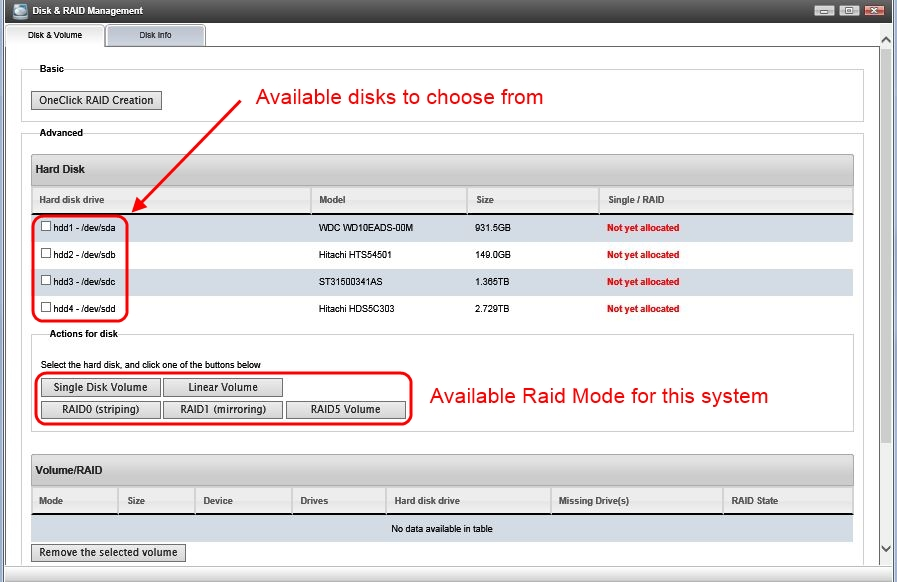 Disk & RAID Management
Disk & Volume Disk Info
Basic
OneClick RAID Creation
Available disks to choose from
Advanced
Hard Disk
Hard disk drive Model Size Single / RAID
hdd1 - /dev/sda WDC WD10EADS-00M 931.5GB Not yet allocated
hdd2 - /dev/sdb Hitachi HTS54501 149.0GB Not yet allocated
hdd3 - /dev/sdc ST31500341AS 1.365TB Not yet allocated
hdd4 - /dev/sdd Hitachi HDS5C303 2.729TB Not yet allocated
Actions for disk
Select the hard disk, and click one of the buttons below
Single Disk Volume Linear Volume
Available Raid Mode for this system
RAID0 (striping) RAID1 (mirroring) RAID5 Volume
Volume/RAID
Mode Size Device Drives Hard disk drive Missing Drive(s) RAID State
No data available in table
Remove the selected volume